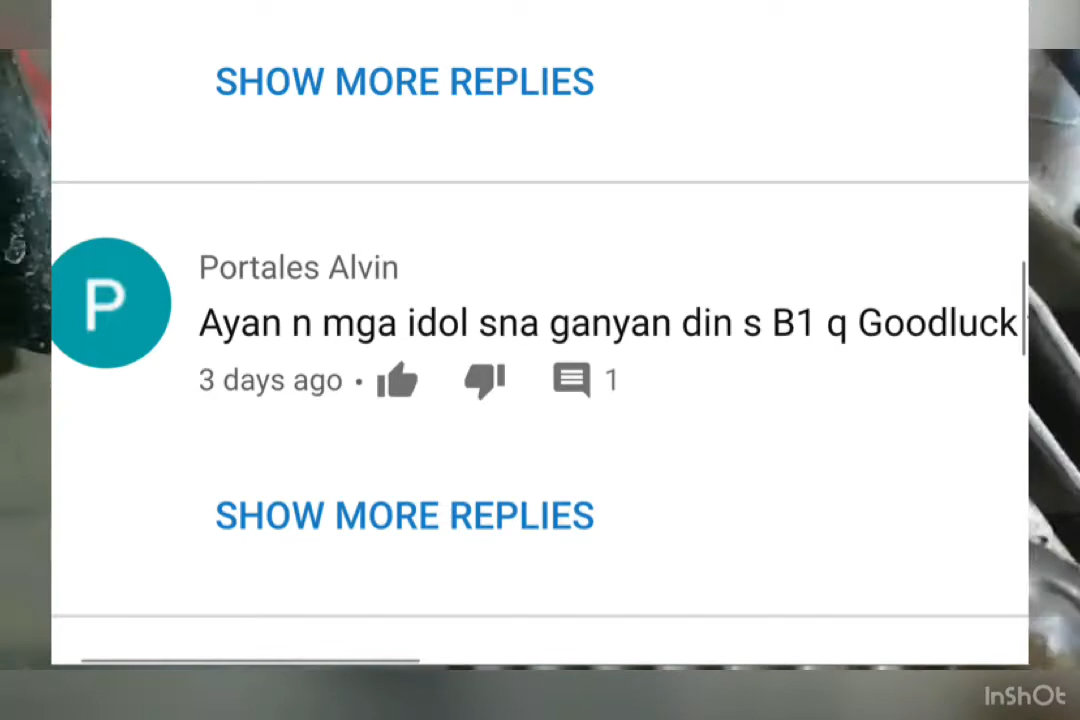 SHOW MORE REPLIES
P
Portales Alvin
Ayan n mga idol sna ganyan din s B1 q Goodluck
3 days ago • 1
SHOW MORE REPLIES
InShOt